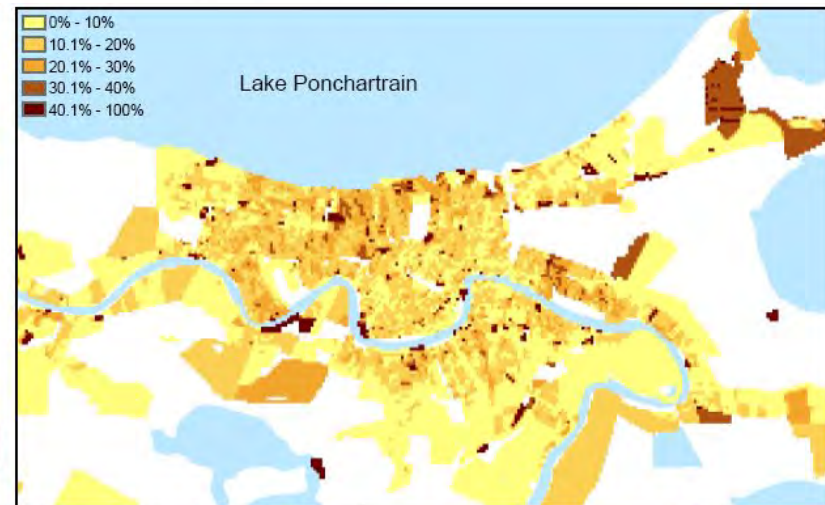 0% - 10%
10.1% - 20%
20.1% - 30%
30.1% - 40%
40.1% - 100%
Lake Ponchartrain